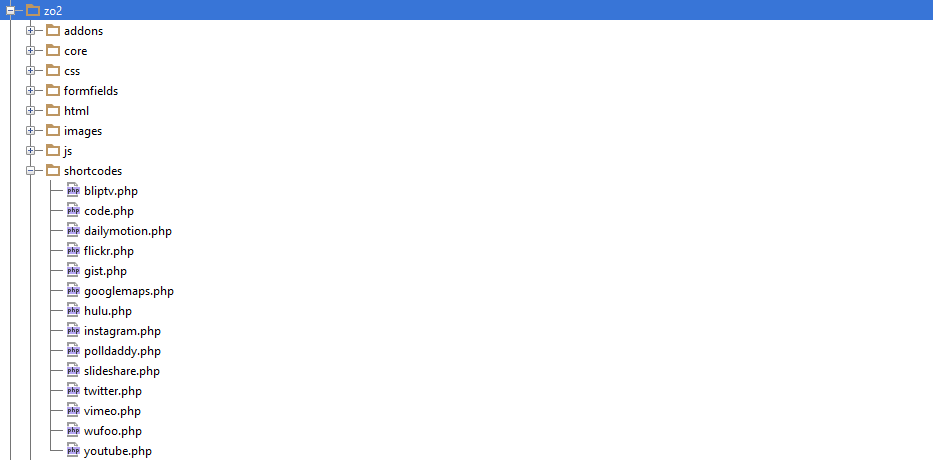 zo2
addons
core
css
formfields
html
images
js
shortcodes
php bliptv.php
php code.php
php dailymotion.php
php flickr.php
php gist.php
php googlemaps.php
php hulu.php
php instagram.php
php polldaddy.php
php slideshare.php
php twitter.php
php vimeo.php
php wufoo.php
php youtube.php